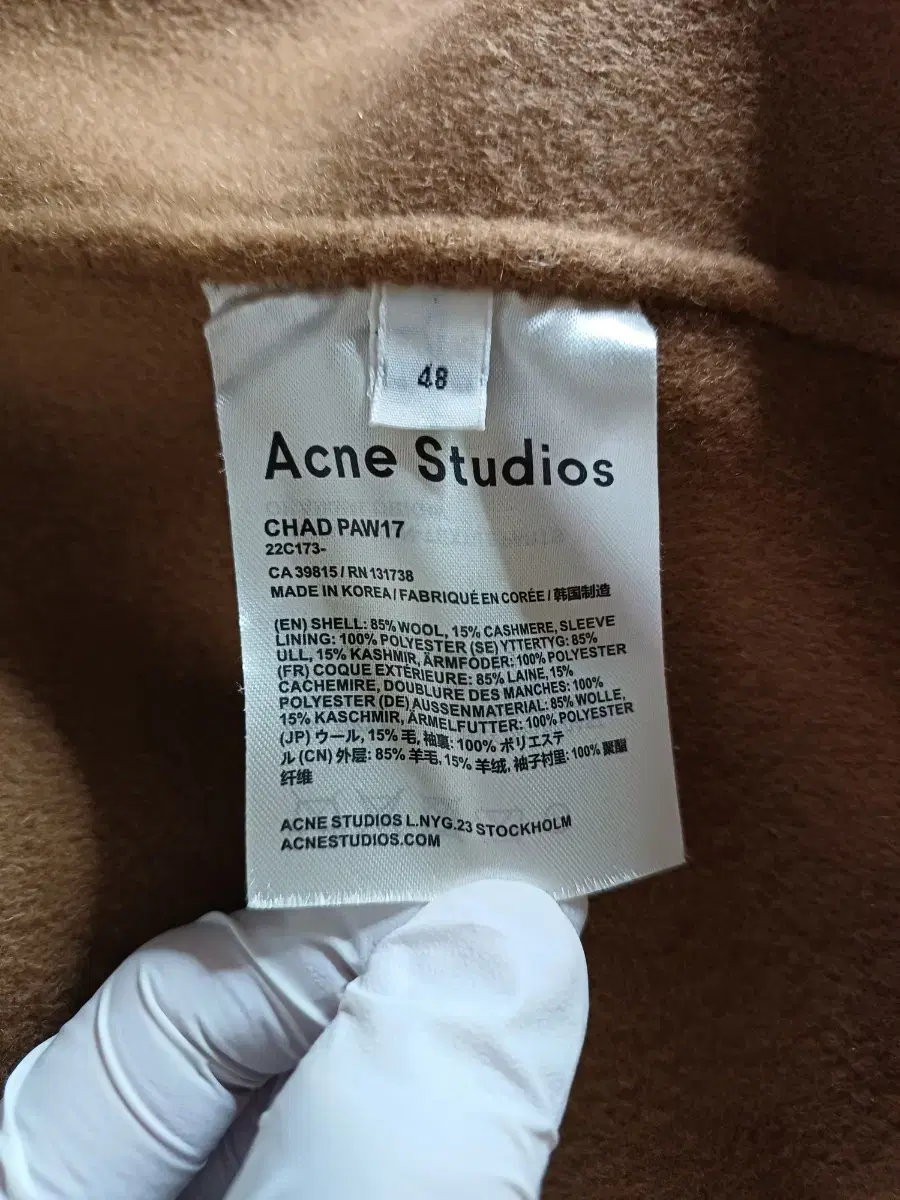 48
Acne Studios
CHAD PAW17
22C173-
CA 39815 / RN 131738
MADE IN KOREA / FABRIQUÉ EN CORÉE / 韩国制造
(EN) SHELL: 85% WOOL, 15% CASHMERE, SLEEVE
LINING: 100% POLYESTER (SE) YTTERTYG: 85%
ULL, 15% KASHMIR, ÄRMFODER: 100% POLYESTER
(FR) COQUE EXTÉRIEURE: 85% LAINE, 15%
CACHEMIRE, DOUBLURE DES MANCHES: 100%
POLYESTER (DE) AUSSENMATERIAL: 85% WOLLE,
15% KASCHMIR, ÄRMELFUTTER: 100% POLYESTER
(JP) ウール, 15% 毛, 袖裏: 100% ポリエステ
ル (CN) 外层: 85% 羊毛, 15% 羊绒, 袖子衬里: 100% 聚酯
纤维
ACNE STUDIOS L.NYG.23 STOCKHOLM
ACNESTUDIOS.COM